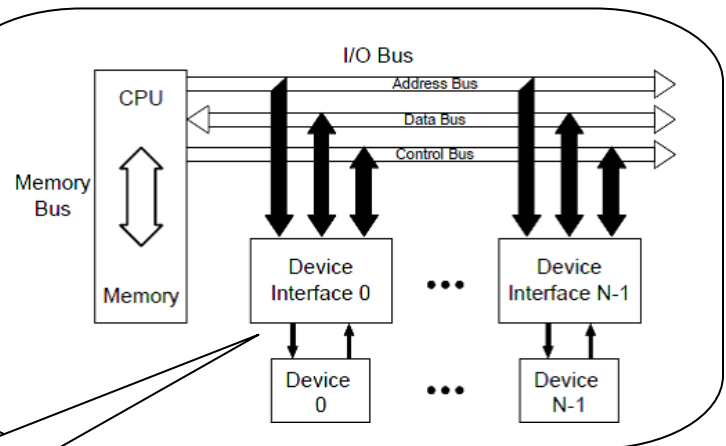 I/O Bus
Address Bus
CPU
Data Bus
Control Bus
Memory
Bus
Memory
Device
Interface 0
•••
Device
Interface N-1
Device
0
•••
Device
N-1